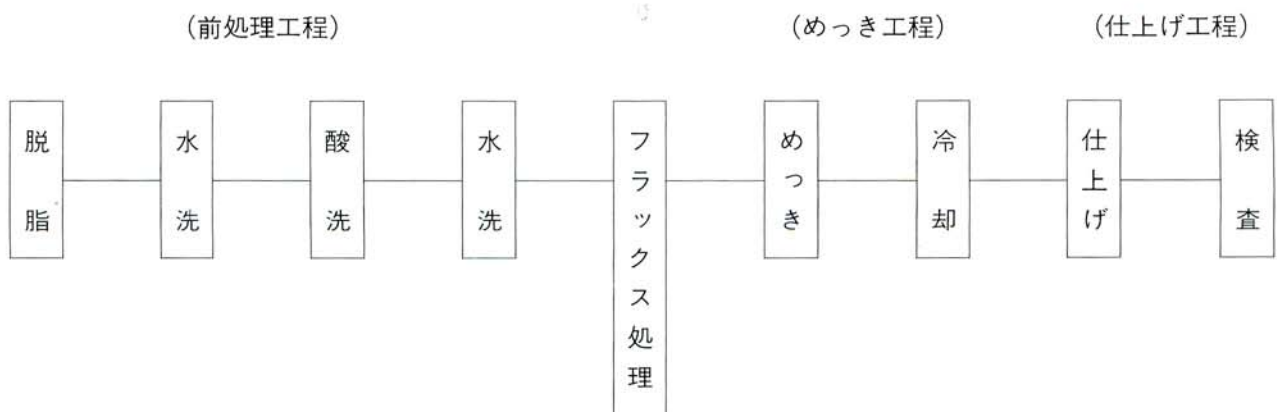 (前処理工程)
(めっき工程)
(仕上げ工程)
脱脂
水洗
酸洗
水洗
フラックス処理
めっき
冷却
仕上げ
検査